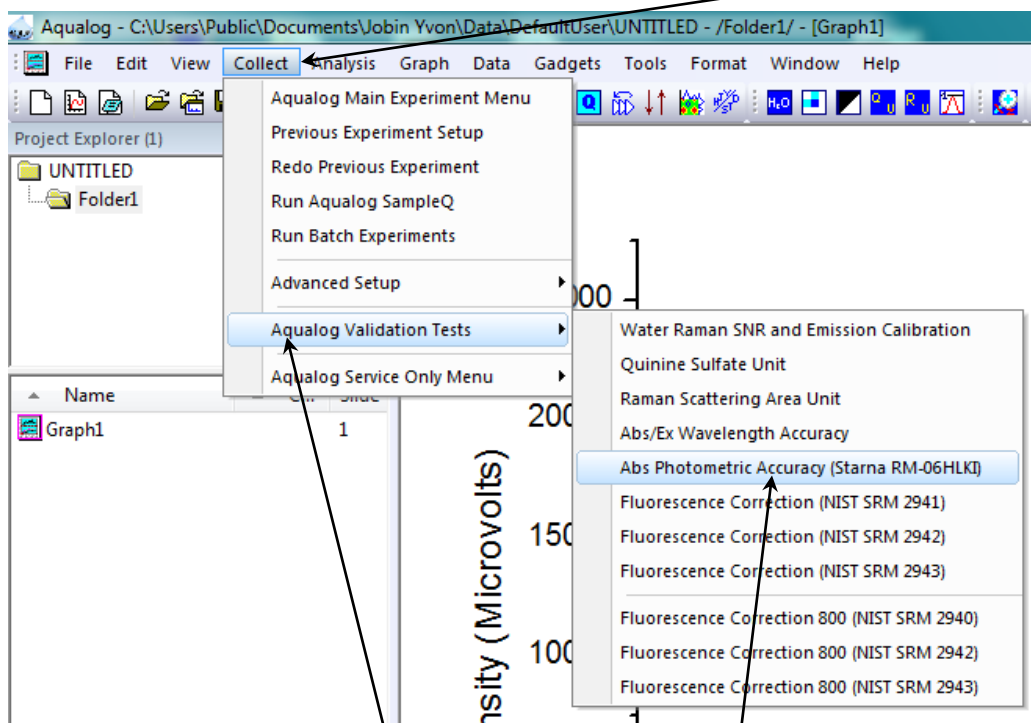 Aqualog - C:\Users\Public\Documents\Jobin Yvon\Data\DefaultUser\UNTITLED - /Folder1/ - [Graph1]
File Edit View Collect Analysis Graph Data Gadgets Tools Format Window Help
Project Explorer (1)
UNTITLED
Folder1
Aqualog Main Experiment Menu
Previous Experiment Setup
Redo Previous Experiment
Run Aqualog SampleQ
Run Batch Experiments
Advanced Setup
Aqualog Validation Tests
Aqualog Service Only Menu
Water Raman SNR and Emission Calibration
Quinine Sulfate Unit
Raman Scattering Area Unit
Abs/Ex Wavelength Accuracy
Abs Photometric Accuracy (Starna RM-06HLKI)
Fluorescence Correction (NIST SRM 2941)
Fluorescence Correction (NIST SRM 2942)
Fluorescence Correction (NIST SRM 2943)
Fluorescence Correction 800 (NIST SRM 2940)
Fluorescence Correction 800 (NIST SRM 2942)
Fluorescence Correction 800 (NIST SRM 2943)
Name
Graph1 1
000
200
150
100
nsity (Microvolts)